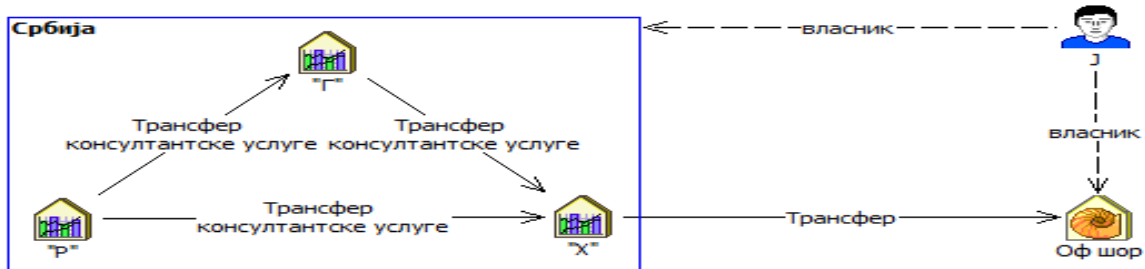 Србија
власник
"Г"
Ј
Трансфер
консултантске услуге
Трансфер
консултантске услуге
власник
Трансфер
консултантске услуге
Трансфер
"Р"
"Х"
Оф шор